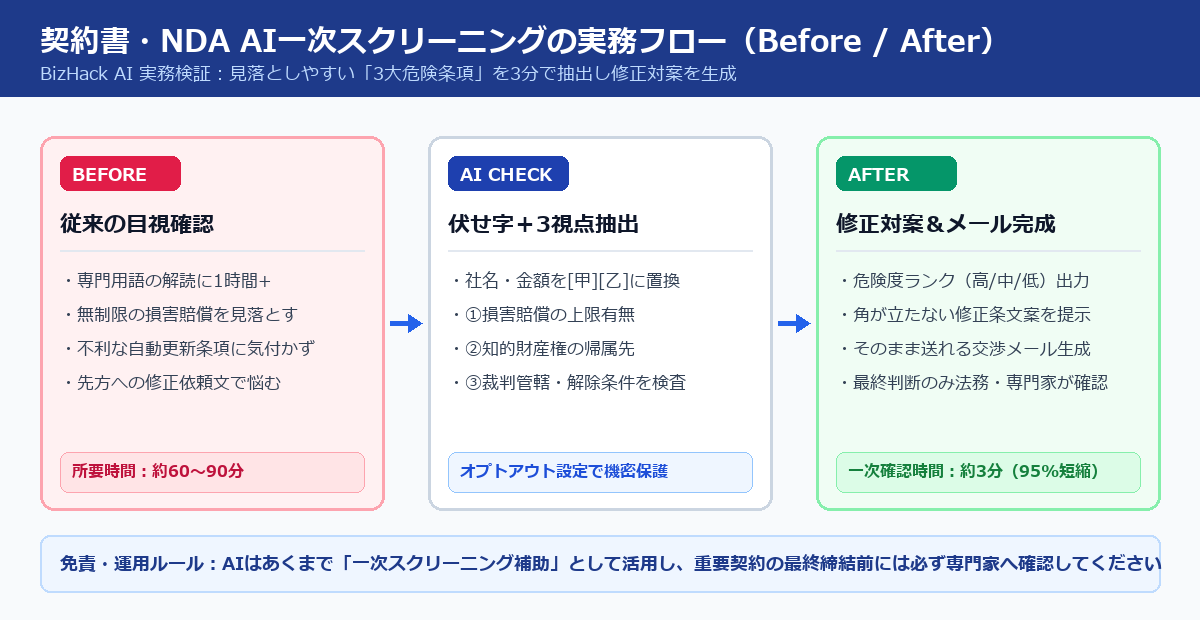 契約書・NDA AI一次スクリーニングの実務フロー（Before / After）
BizHack AI 実務検証：見落としやすい「3大危険条項」を3分で抽出し修正対案を生成
BEFORE
従来の目視確認
・専門用語の解読に1時間+
・無制限の損害賠償を見落とす
・不利な自動更新条項に気付かず
・先方への修正依頼文で悩む
所要時間：約60〜90分
AI CHECK
伏せ字＋3視点抽出
・社名・金額を[甲][乙]に置換
・①損害賠償の上限有無
・②知的財産権の帰属先
・③裁判管轄・解除条件を検査
オプトアウト設定で機密保護
AFTER
修正対案＆メール完成
・危険度ランク（高/中/低）出力
・角が立たない修正条文案を提示
・そのまま送れる交渉メール生成
・最終判断のみ法務・専門家が確認
一次確認時間：約3分（95%短縮）
免責・運用ルール：AIはあくまで「一次スクリーニング補助」として活用し、重要契約の最終締結前には必ず専門家へ確認してください